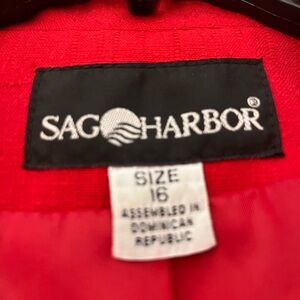 SAG HARBOR®
SIZE
16
ASSEMBLED IN
DOMINICAN
REPUBLIC